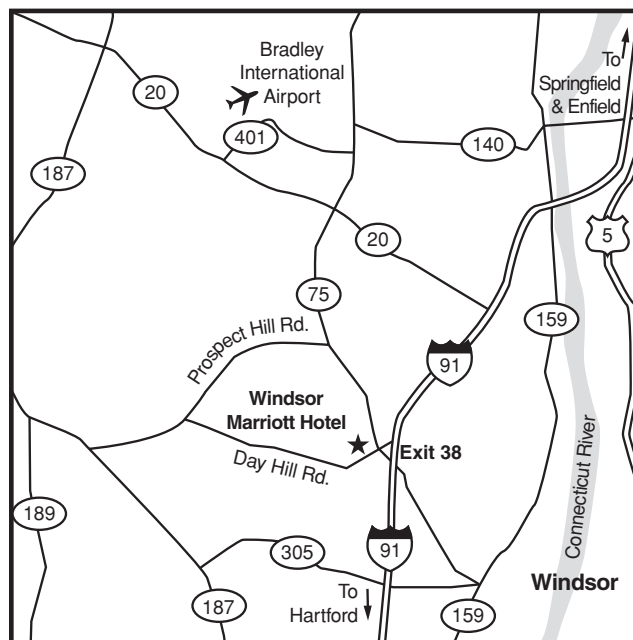 Bradley
International
Airport
To
Springfield
& Enfield
20
401
140
187
5
20
75
159
Prospect Hill Rd.
91
Windsor
Marriott Hotel
Exit 38
Day Hill Rd.
Connecticut River
189
305
91
Windsor
To
Hartford
187
159